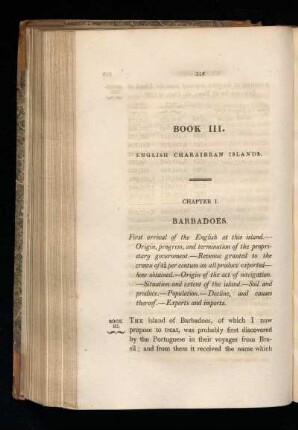 316
BOOK III.
ENGLISH CHARAIBEAN ISLANDS.
CHAPTER I.
BARBADOES.
First arrival of the English at this island.—
Origin, progress, and termination of the propri-
etary government.—Revenue granted to the
crown of 4½ per centum on all produce exported—
how obtained.—Origin of the act of navigation.
—Situation and extent of the island.—Soil and
produce.—Population.—Decline, and causes
thereof.—Exports and imports.
BOOK
III.
THE island of Barbadoes, of which I now
propose to treat, was probably first discovered
by the Portuguese in their voyages from Bra-
sil; and from them it received the name which